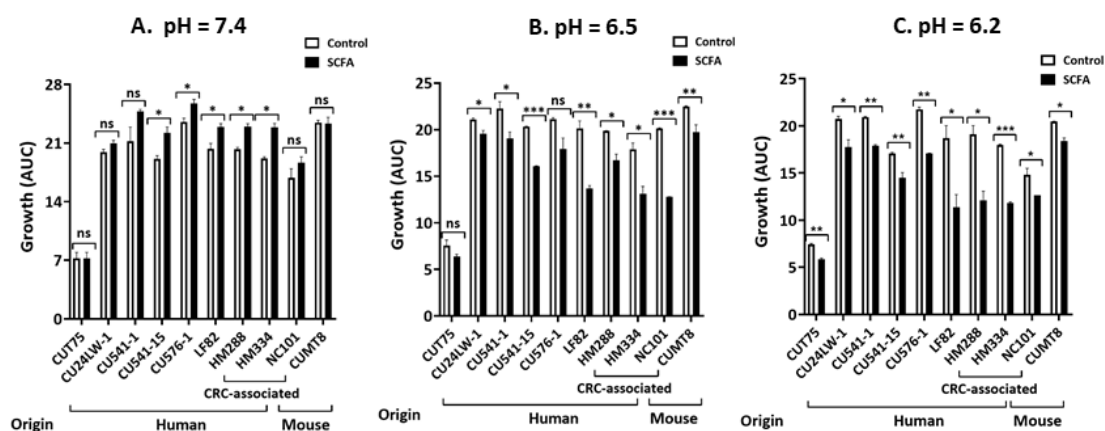 A. pH = 7.4
Control
SCFA
Growth (AUC)
28
21
14
7
0
ns
ns
ns
*
*
*
*
*
ns
ns
CUT75
CU24LW-1
CU541-1
CU541-15
CU576-1
LF82
HM288
HM334
NC101
CUMT8
CRC-associated
Origin
Human
Mouse
B. pH = 6.5
Control
SCFA
Growth (AUC)
25
20
15
10
5
0
ns
*
*
***
ns
**
*
*
***
**
CUT75
CU24LW-1
CU541-1
CU541-15
CU576-1
LF82
HM288
HM334
NC101
CUMT8
CRC-associated
Origin
Human
Mouse
C. pH = 6.2
Control
SCFA
Growth (AUC)
25
20
15
10
5
0
**
*
**
**
**
*
*
***
*
*
CUT75
CU24LW-1
CU541-1
CU541-15
CU576-1
LF82
HM288
HM334
NC101
CUMT8
CRC-associated
Origin
Human
Mouse